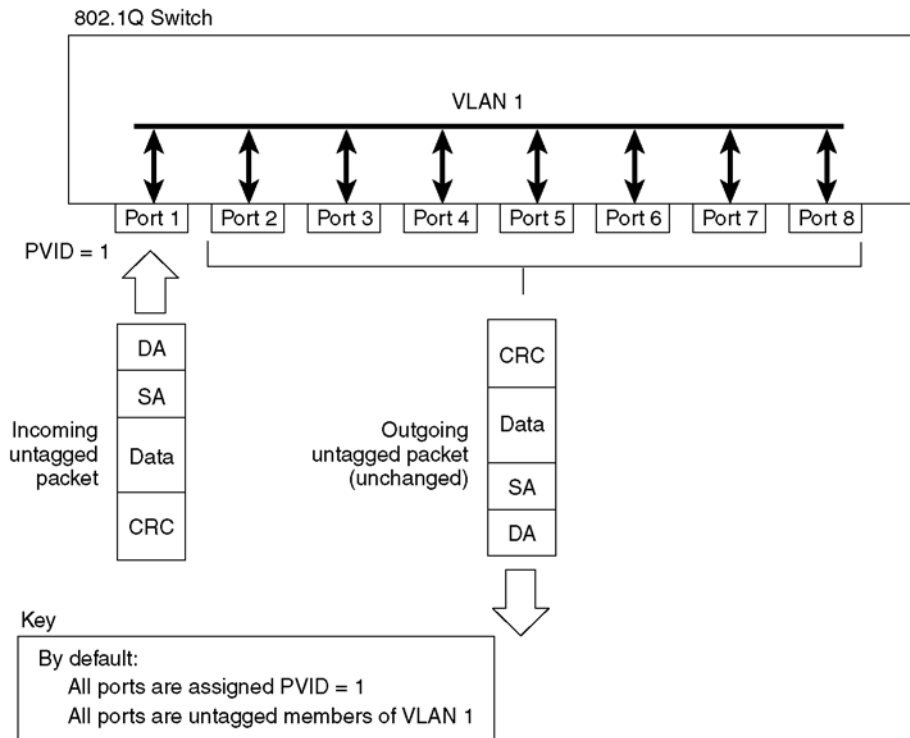 802.1Q Switch
VLAN 1
Port 1
Port 2
Port 3
Port 4
Port 5
Port 6
Port 7
Port 8
PVID = 1
Incoming
untagged
packet
DA
SA
Data
CRC
Outgoing
untagged packet
(unchanged)
CRC
Data
SA
DA
Key
By default:
All ports are assigned PVID = 1
All ports are untagged members of VLAN 1